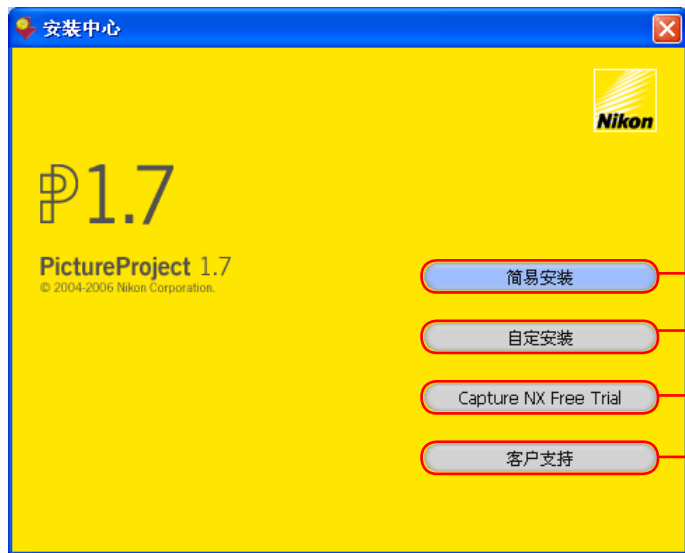 安装中心
Nikon
P1.7
PictureProject 1.7
© 2004-2006 Nikon Corporation.
简易安装
自定安装
Capture NX Free Trial
客户支持